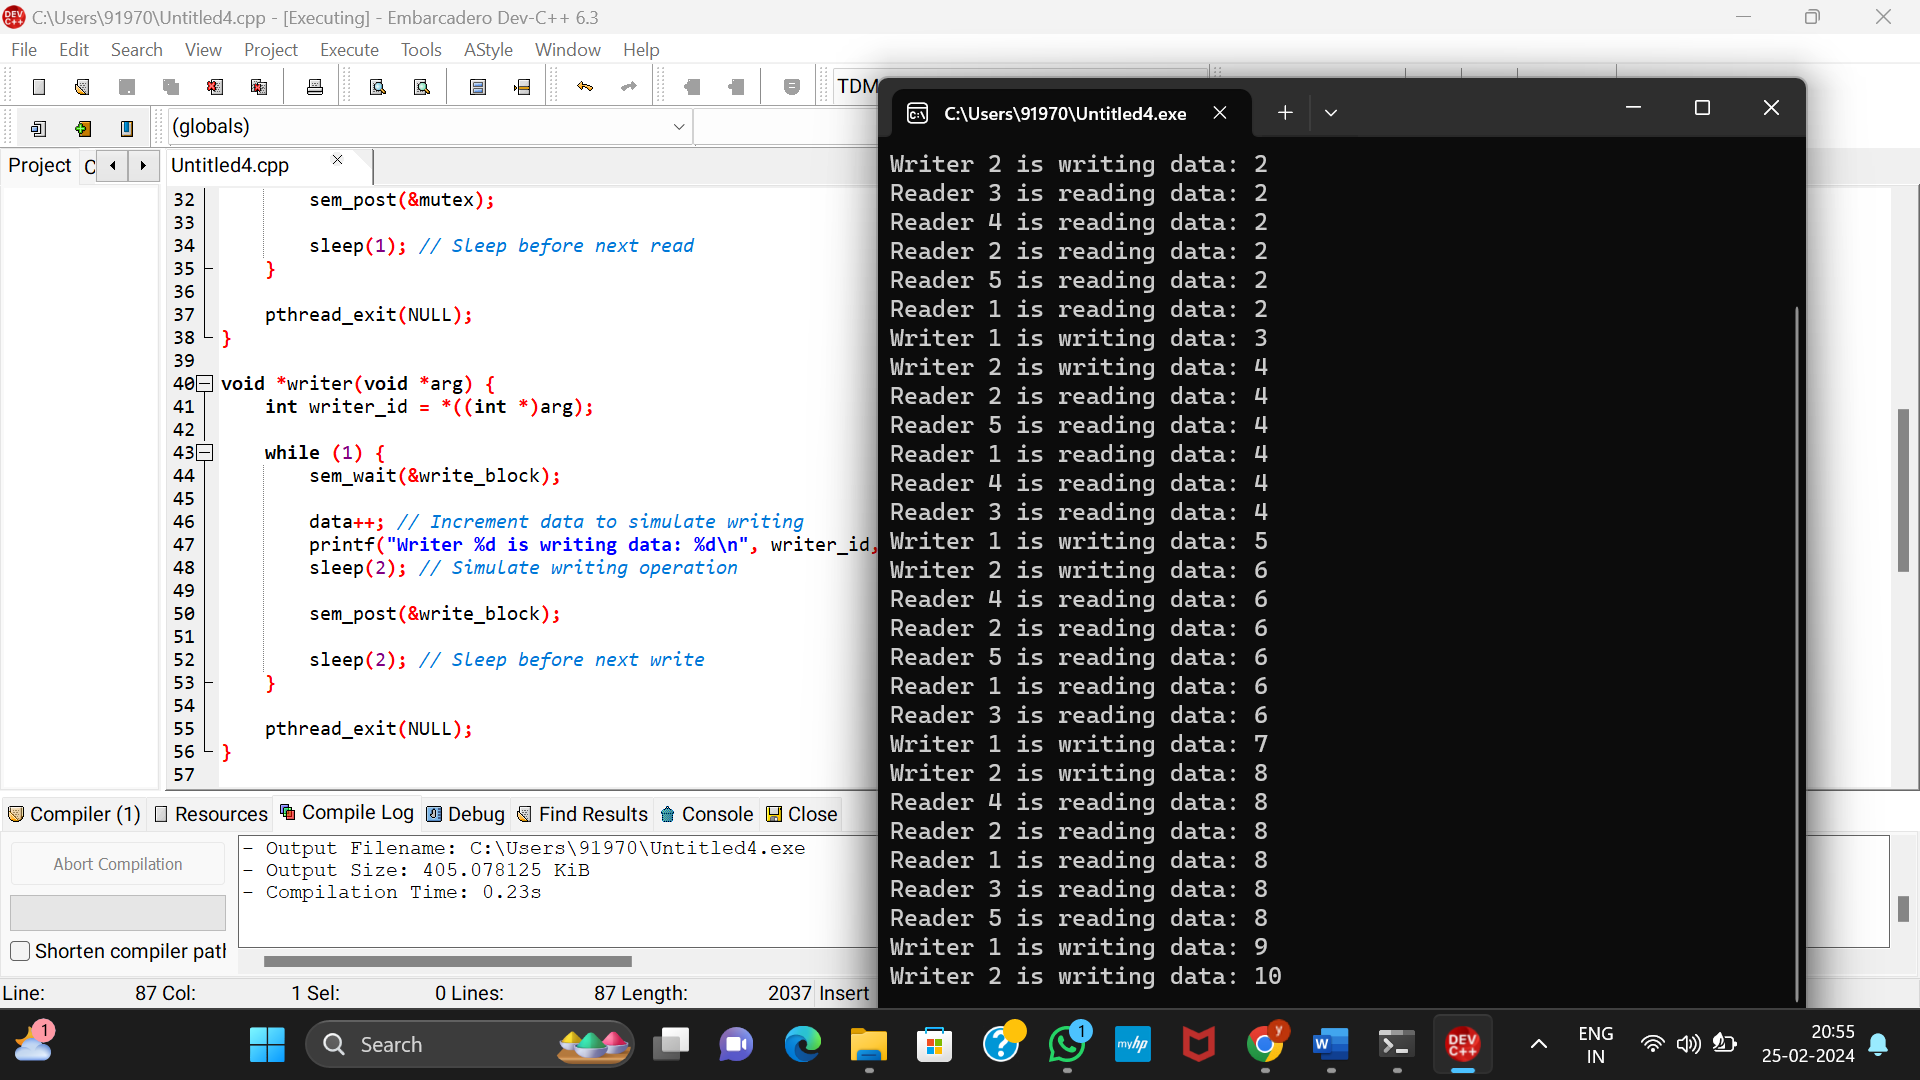 C:\Users\91970\Untitled4.cpp - [Executing] - Embarcadero Dev-C++ 6.3
File Edit Search View Project Execute Tools AStyle Window Help
TDM
(globals)
Project C
Untitled4.cpp
32 sem_post(&mutex);
33
34 sleep(1); // Sleep before next read
35 }
36
37 pthread_exit(NULL);
38 }
39
40 void *writer(void *arg) {
41 int writer_id = *((int *)arg);
42
43 while (1) {
44 sem_wait(&write_block);
45
46 data++; // Increment data to simulate writing
47 printf("Writer %d is writing data: %d\n", writer_id,
48 sleep(2); // Simulate writing operation
49
50 sem_post(&write_block);
51
52 sleep(2); // Sleep before next write
53 }
54
55 pthread_exit(NULL);
56 }
57
Compiler (1) Resources Compile Log Debug Find Results Console Close
Abort Compilation
Shorten compiler pat
- Output Filename: C:\Users\91970\Untitled4.exe
- Output Size: 405.078125 KiB
- Compilation Time: 0.23s
Line: 87 Col: 1 Sel: 0 Lines: 87 Length: 2037 Insert
C:\Users\91970\Untitled4.exe
Writer 2 is writing data: 2
Reader 3 is reading data: 2
Reader 4 is reading data: 2
Reader 2 is reading data: 2
Reader 5 is reading data: 2
Reader 1 is reading data: 2
Writer 1 is writing data: 3
Writer 2 is writing data: 4
Reader 2 is reading data: 4
Reader 5 is reading data: 4
Reader 1 is reading data: 4
Reader 4 is reading data: 4
Reader 3 is reading data: 4
Writer 1 is writing data: 5
Writer 2 is writing data: 6
Reader 4 is reading data: 6
Reader 2 is reading data: 6
Reader 5 is reading data: 6
Reader 1 is reading data: 6
Reader 3 is reading data: 6
Writer 1 is writing data: 7
Writer 2 is writing data: 8
Reader 4 is reading data: 8
Reader 2 is reading data: 8
Reader 1 is reading data: 8
Reader 3 is reading data: 8
Reader 5 is reading data: 8
Writer 1 is writing data: 9
Writer 2 is writing data: 10
1
Search
1
myhp
y
W
DEV C++
ENG
IN
20:55
25-02-2024